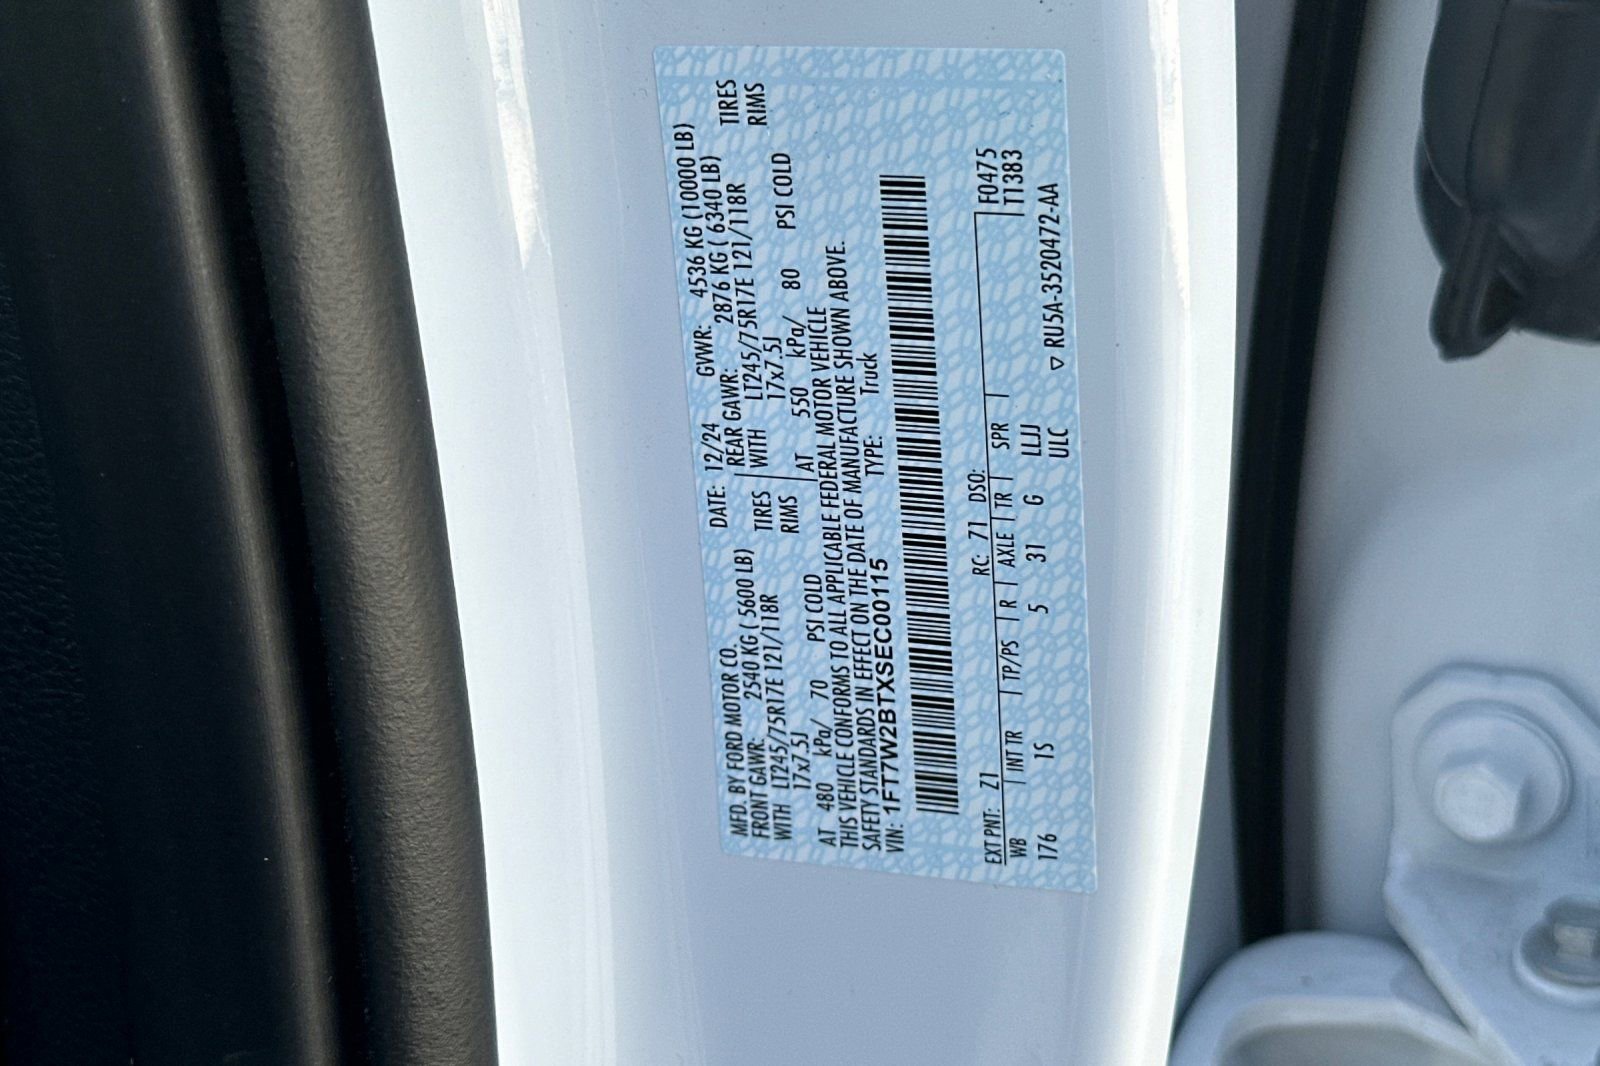 MFD. BY FORD MOTOR CO. DATE: 12/24 GVWR: 4536 KG (10000 LB)
FRONT GAWR: 2540 KG ( 5600 LB) REAR GAWR: 2876 KG ( 6340 LB)
WITH LT245/75R17E 121/118R TIRES WITH LT245/75R17E 121/118R TIRES
17x7.5J RIMS 17x7.5J RIMS
AT 480 kPa/ 70 PSI COLD AT 550 kPa/ 80 PSI COLD
THIS VEHICLE CONFORMS TO ALL APPLICABLE FEDERAL MOTOR VEHICLE
SAFETY STANDARDS IN EFFECT ON THE DATE OF MANUFACTURE SHOWN ABOVE.
VIN: 1FT7W2BTXSEC00115 TYPE: Truck
EXT PNT: Z1 RC: 71 DSO: F0475
WB INT TR TP/PS R AXLE TR SPR T1383
176 1S 5 31 G LLJ
ULC ▽ RU5A-3520472-AA